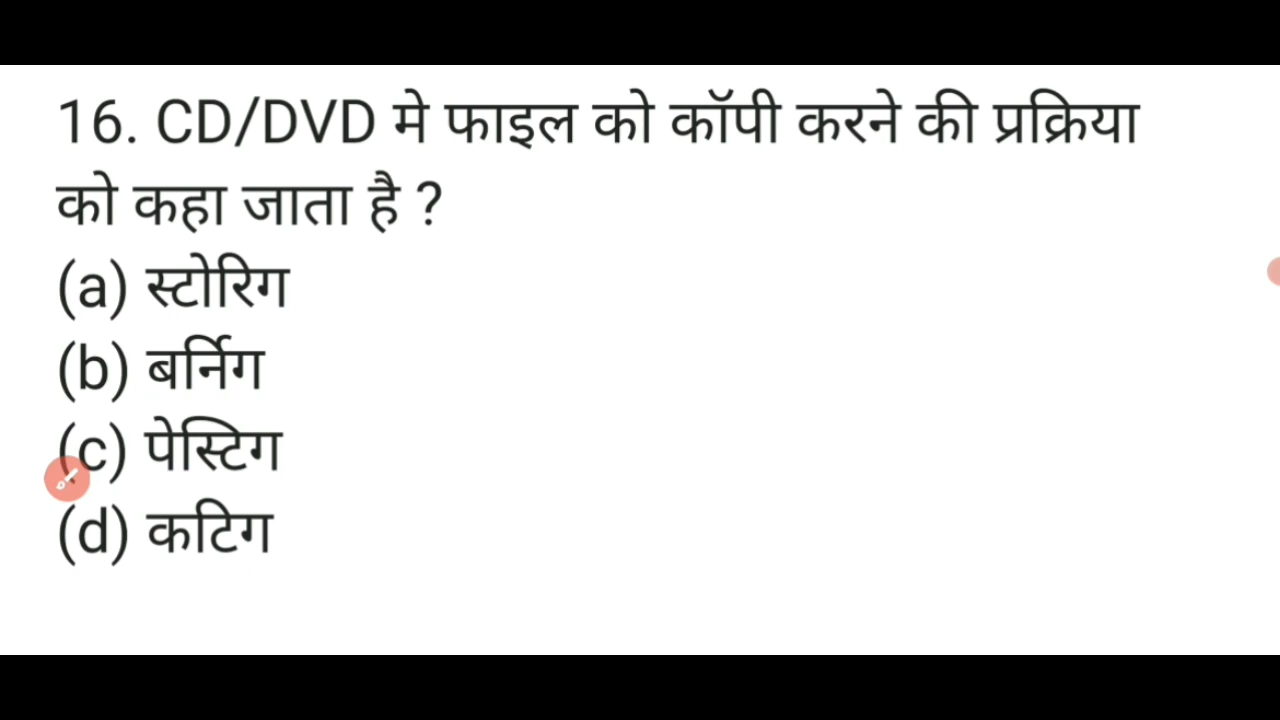 16. CD/DVD मे फाइल को कॉपी करने की प्रक्रिया
को कहा जाता है ?
(a) स्टोरिग
(b) बर्निग
(c) पेस्टिग
(d) कटिग